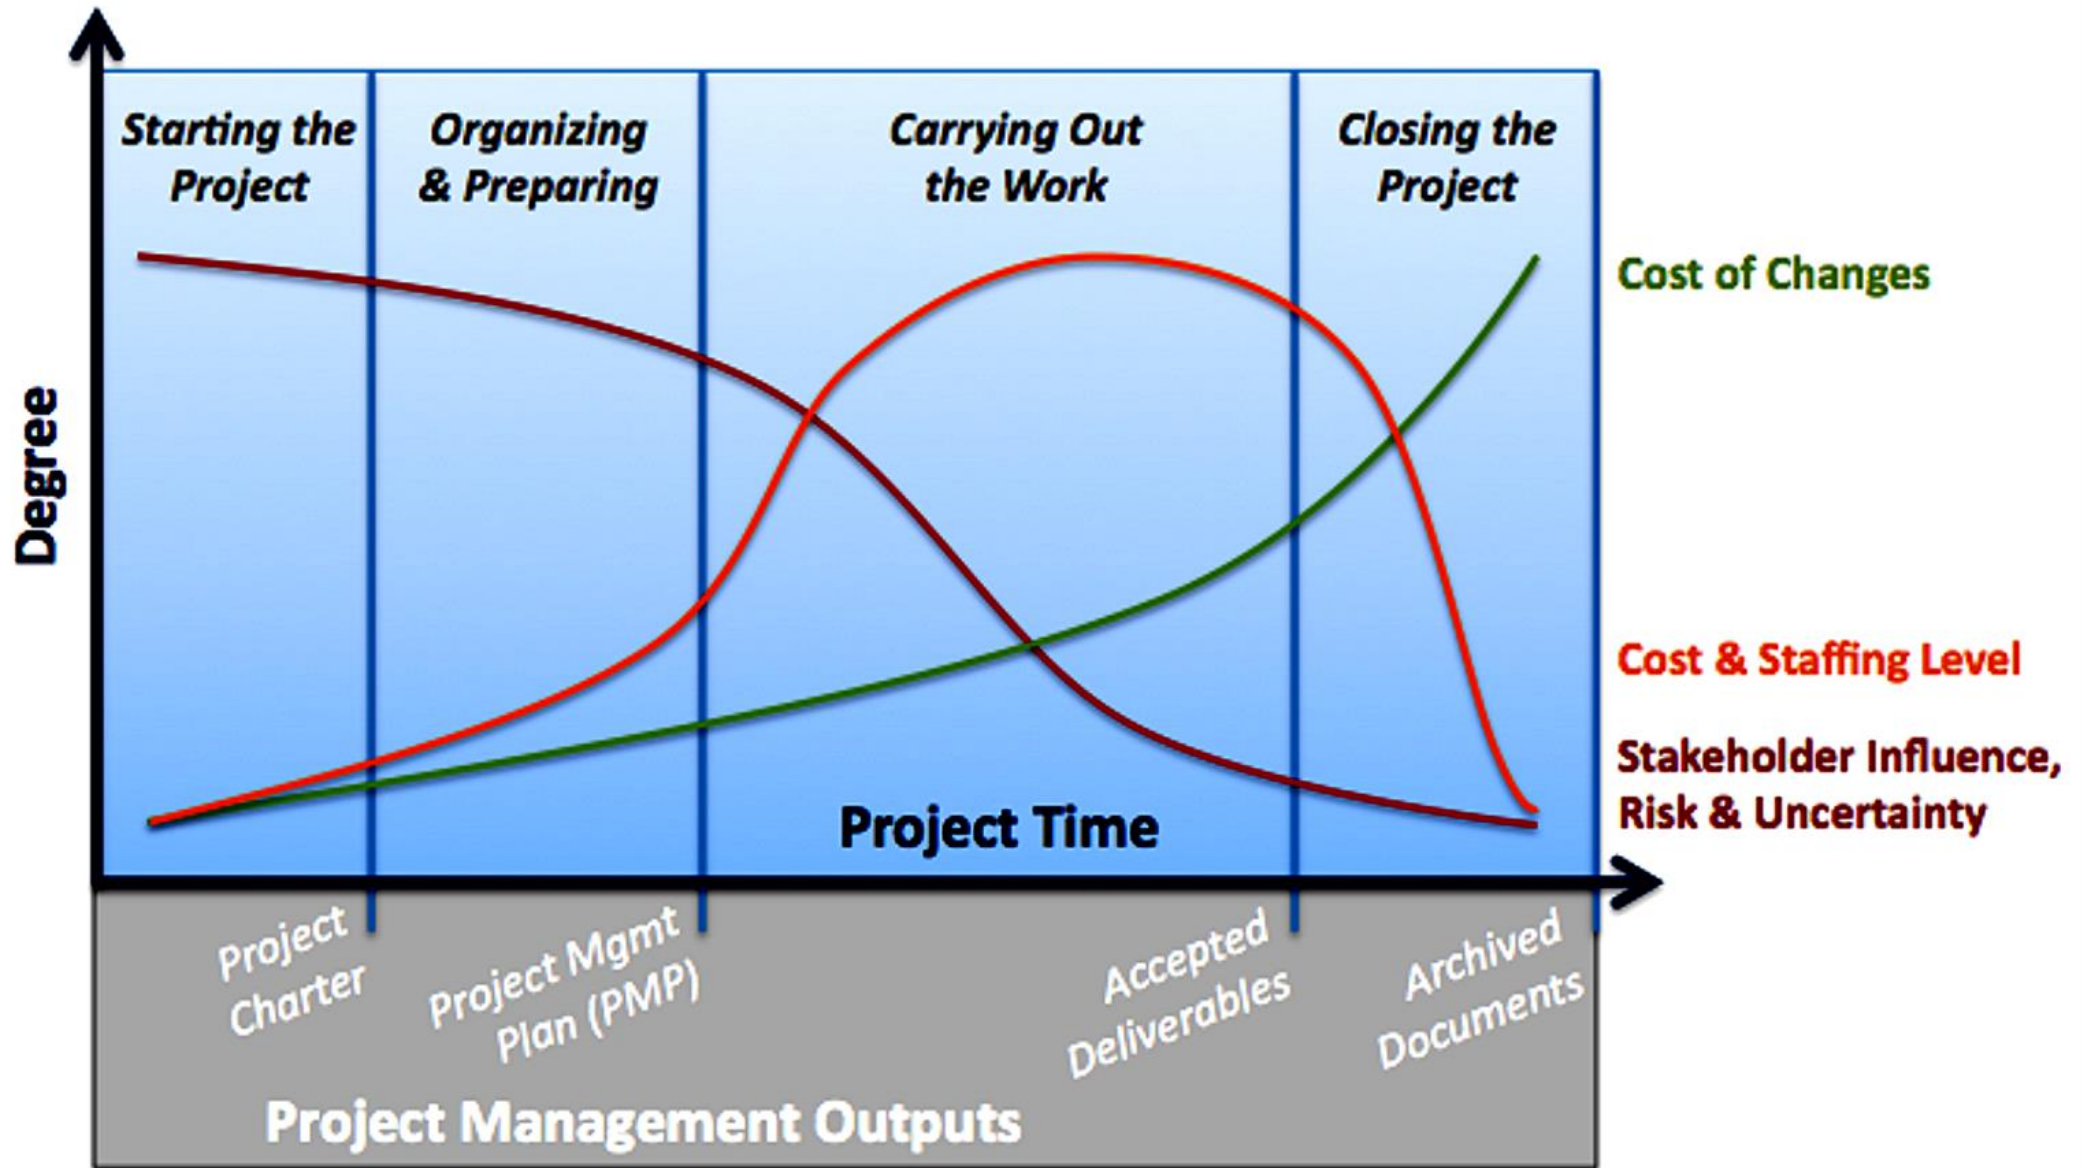 Starting the
Project
Organizing
& Preparing
Carrying Out
the Work
Closing the
Project
Cost of Changes
Cost & Staffing Level
Stakeholder Influence,
Risk & Uncertainty
Degree
Project Time
Project
Charter
Project Mgmt
Plan (PMP)
Accepted
Deliverables
Archived
Documents
Project Management Outputs